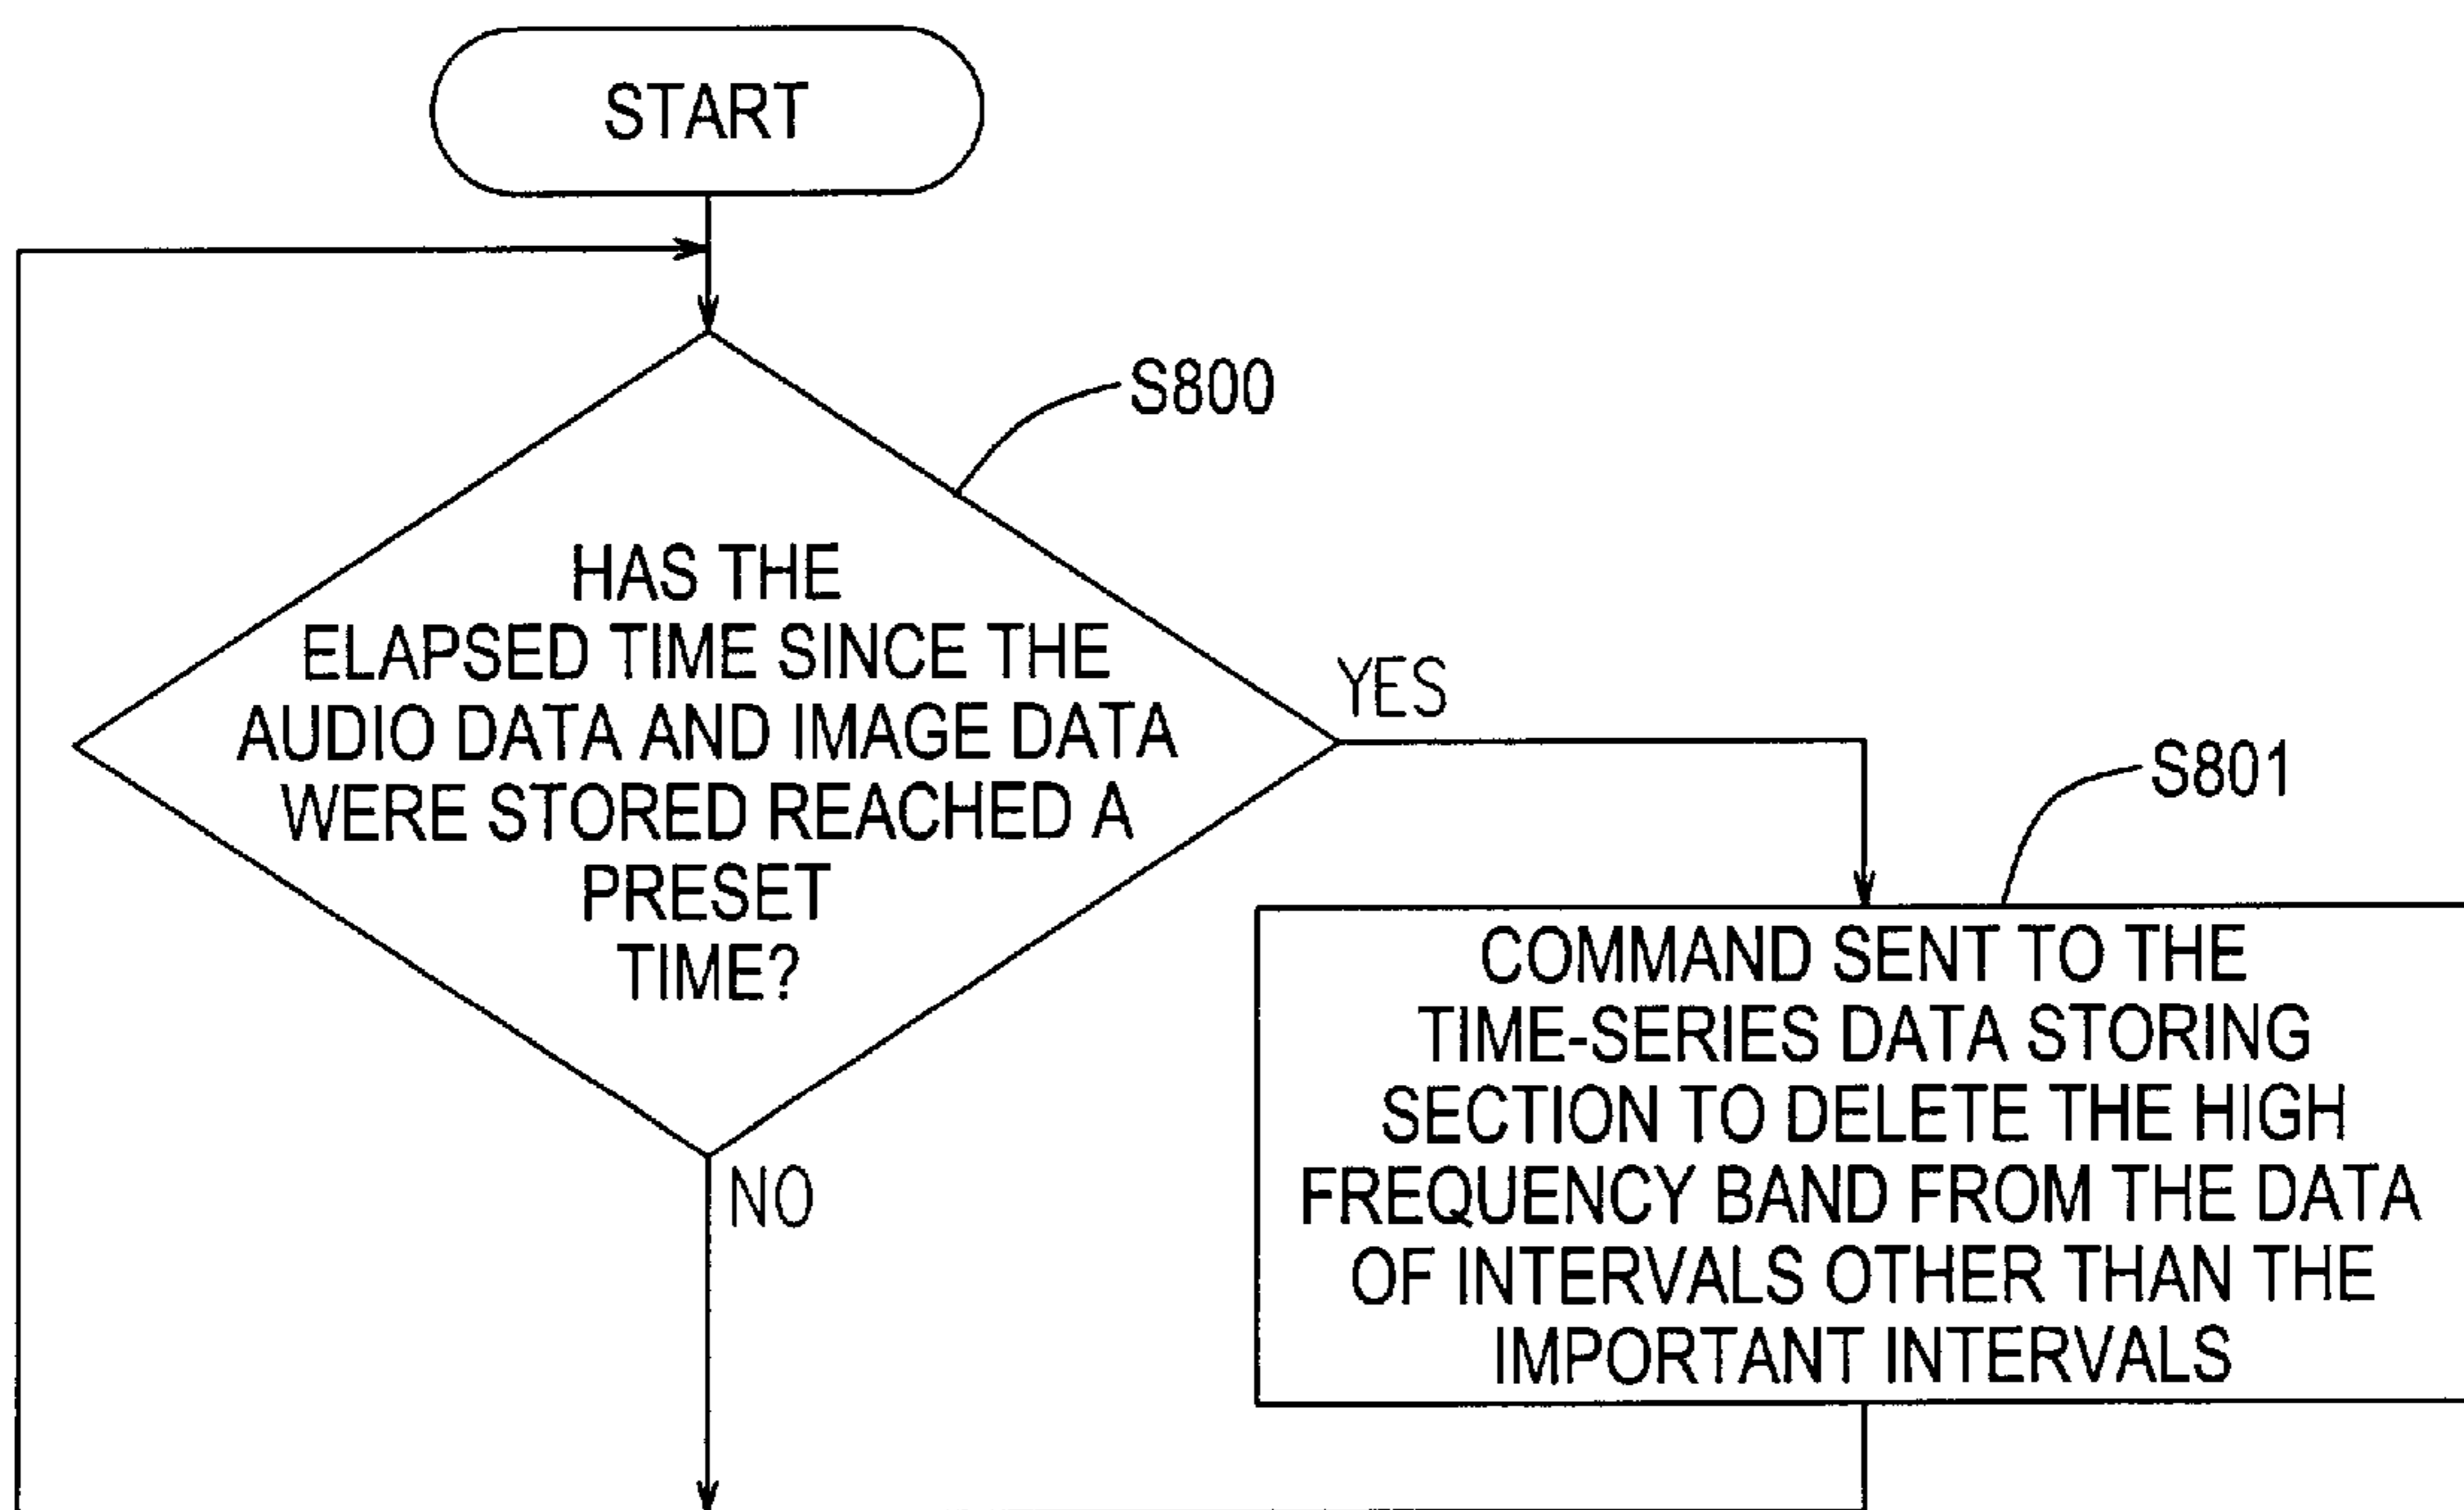 START
S800
HAS THE
ELAPSED TIME SINCE THE
AUDIO DATA AND IMAGE DATA
WERE STORED REACHED A
PRESET
TIME?
YES
NO
S801
COMMAND SENT TO THE
TIME-SERIES DATA STORING
SECTION TO DELETE THE HIGH
FREQUENCY BAND FROM THE DATA
OF INTERVALS OTHER THAN THE
IMPORTANT INTERVALS